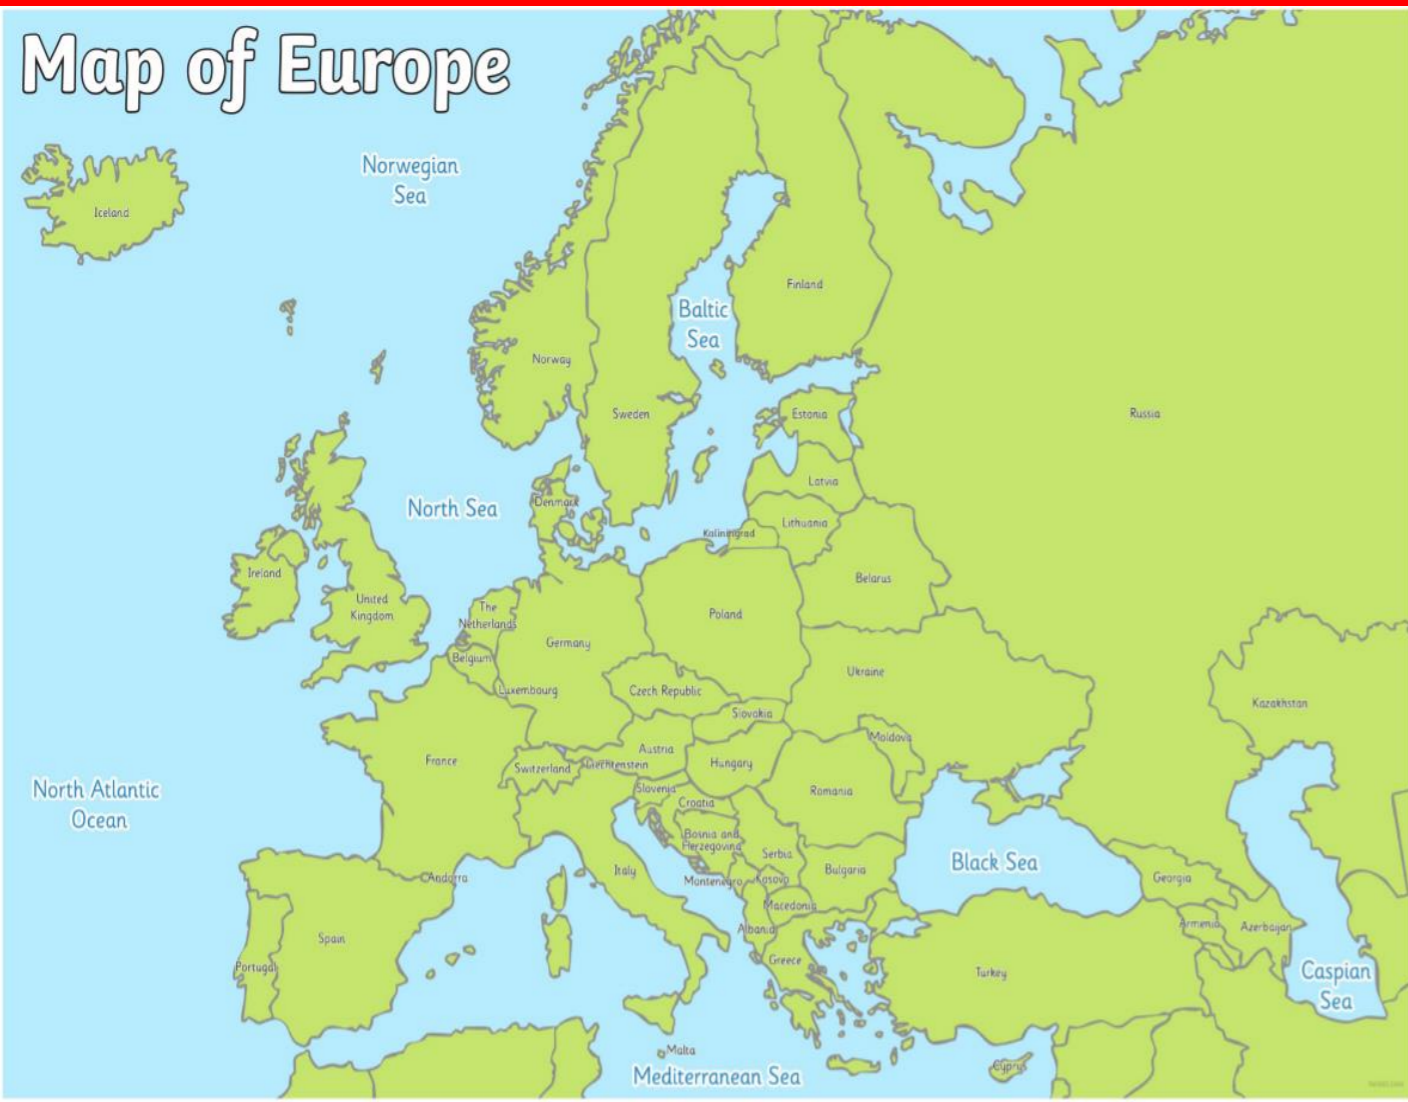 Map of Europe
Norwegian
Sea
Iceland
Finland
Baltic
Sea
Norway
Sweden
Estonia
Russia
Latvia
North Sea
Denmark
Lithuania
Kaliningrad
Ireland
Belarus
United
Kingdom
The
Netherlands
Poland
Germany
Belgium
Ukraine
Luxembourg
Czech Republic
Slovakia
Kazakhstan
Moldova
Austria
France
Switzerland
Liechtenstein
Hungary
North Atlantic
Ocean
Slovenia
Croatia
Romania
Bosnia and
Herzegovina
Serbia
Black Sea
Italy
Bulgaria
Andorra
Montenegro
Kosovo
Georgia
Macedonia
Armenia
Azerbaijan
Albania
Spain
Portugal
Greece
Turkey
Caspian
Sea
Malta
Cyprus
Mediterranean Sea